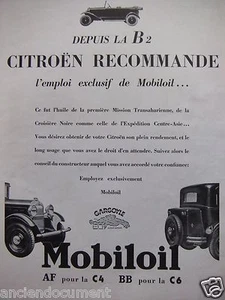 DEPUIS LA B2
CITROËN RECOMMANDE
l'emploi exclusif de Mobiloil...
Ce fut l'huile de la première Mission Transsaharienne, de la
Croisière Noire comme celle de l'Expédition Centre-Asie...
Vous désirez obtenir de votre Citroën son plein rendement, et le
long usage que vous avez le droit d'en attendre. Suivez alors le
conseil du constructeur auquel vous avez accordé votre confiance:
Employez exclusivement
Mobiloil
GARGOYLE
Mobiloil
AF pour la C4 BB pour la C6
© anciendocument